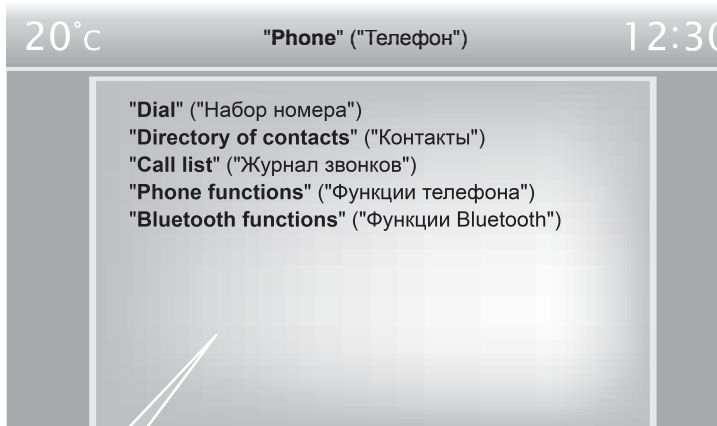 20°C "Phone" ("Телефон") 12:30
"Dial" ("Набор номера")
"Directory of contacts" ("Контакты")
"Call list" ("Журнал звонков")
"Phone functions" ("Функции телефона")
"Bluetooth functions" ("Функции Bluetooth")